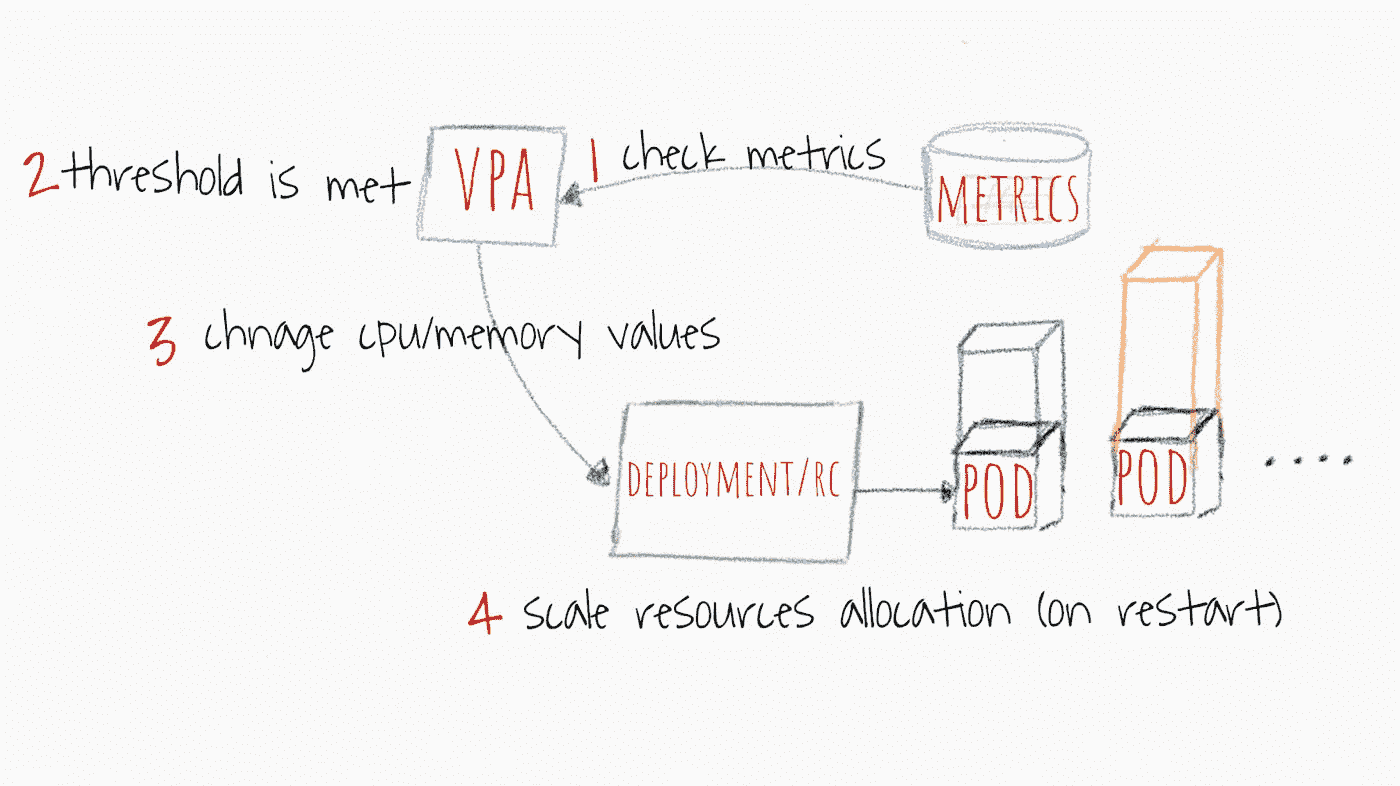 2 threshold is met
VPA
1 check metrics
METRICS
3 chnage cpu/memory values
DEPLOYMENT/RC
POD
POD
4 scale resources allocation (on restart)